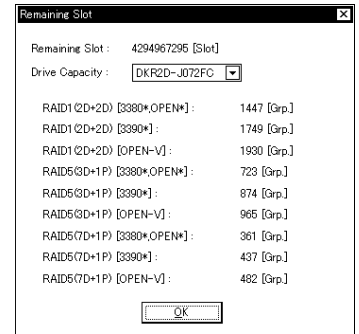 Remaining Slot
Remaining Slot : 4294967295 [Slot]
Drive Capacity : DKR2D-J072FC
RAID1(2D+2D) [3380*,OPEN*] : 1447 [Grp.]
RAID1(2D+2D) [3390*] : 1749 [Grp.]
RAID1(2D+2D) [OPEN-V] : 1930 [Grp.]
RAID5(3D+1P) [3380*,OPEN*] : 723 [Grp.]
RAID5(3D+1P) [3390*] : 874 [Grp.]
RAID5(3D+1P) [OPEN-V] : 965 [Grp.]
RAID5(7D+1P) [3380*,OPEN*] : 361 [Grp.]
RAID5(7D+1P) [3390*] : 437 [Grp.]
RAID5(7D+1P) [OPEN-V] : 482 [Grp.]
OK